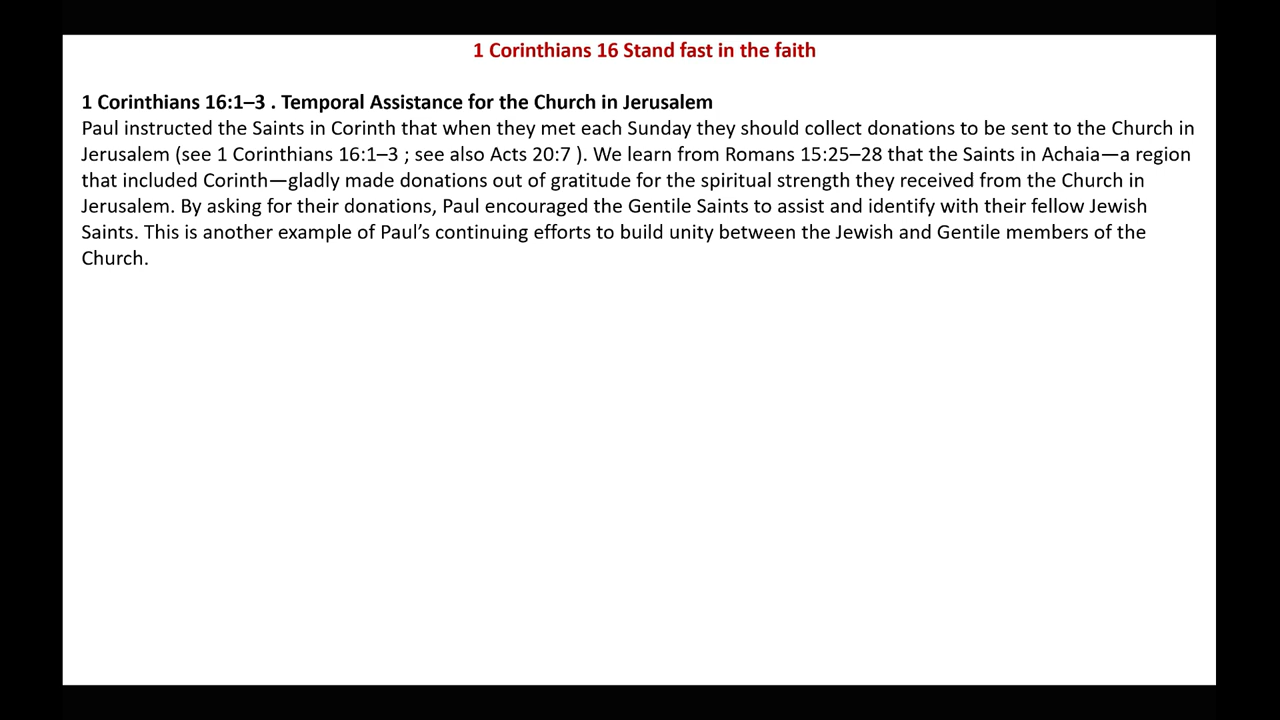 1 Corinthians 16 Stand fast in the faith
1 Corinthians 16:1–3 . Temporal Assistance for the Church in Jerusalem
Paul instructed the Saints in Corinth that when they met each Sunday they should collect donations to be sent to the Church in
Jerusalem (see 1 Corinthians 16:1–3 ; see also Acts 20:7 ). We learn from Romans 15:25–28 that the Saints in Achaia—a region
that included Corinth—gladly made donations out of gratitude for the spiritual strength they received from the Church in
Jerusalem. By asking for their donations, Paul encouraged the Gentile Saints to assist and identify with their fellow Jewish
Saints. This is another example of Paul’s continuing efforts to build unity between the Jewish and Gentile members of the
Church.